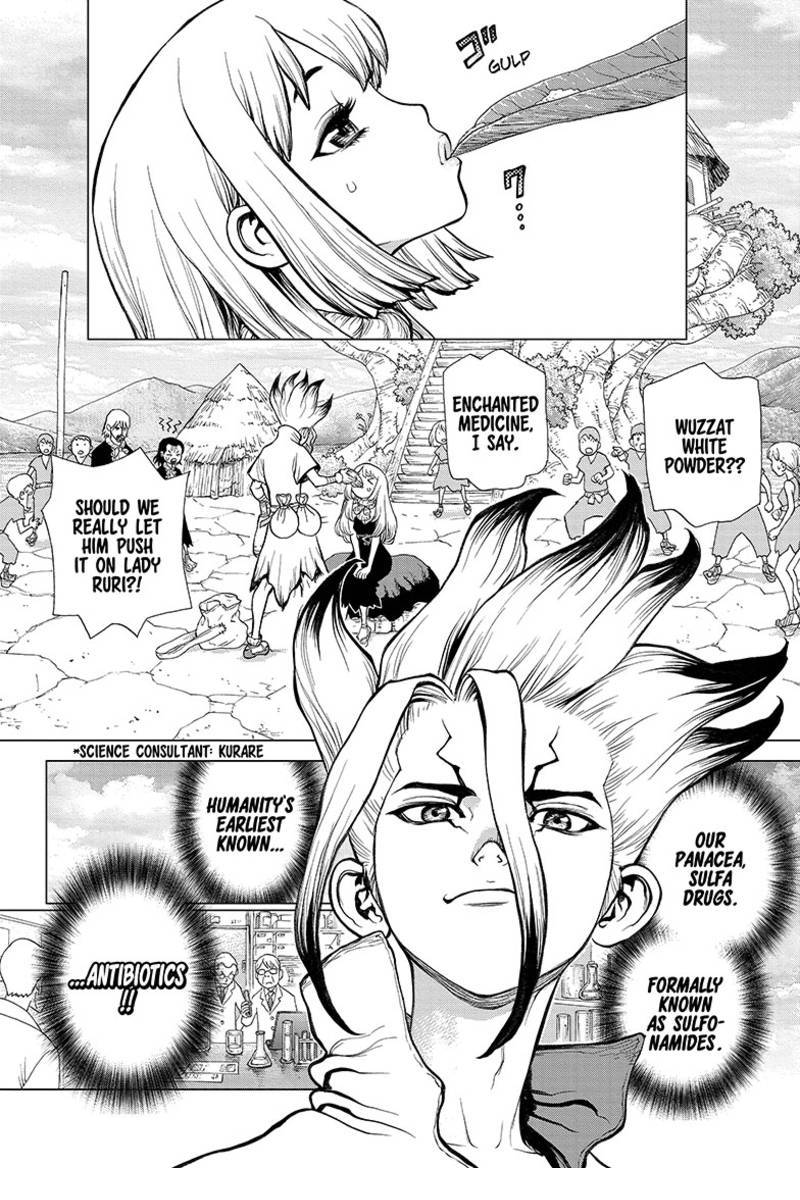 ゴ
GULP
ク…
WUZZAT
WHITE
POWDER??
ENCHANTED
MEDICINE,
I SAY.
SHOULD WE
REALLY LET
HIM PUSH
IT ON LADY
RURI?!
*SCIENCE CONSULTANT: KURARE
OUR
PANACEA,
SULFA
DRUGS.
FORMALLY
KNOWN
AS SULFO-
NAMIDES.
HUMANITY'S
EARLIEST
KNOWN...
...ANTIBIOTICS
!!